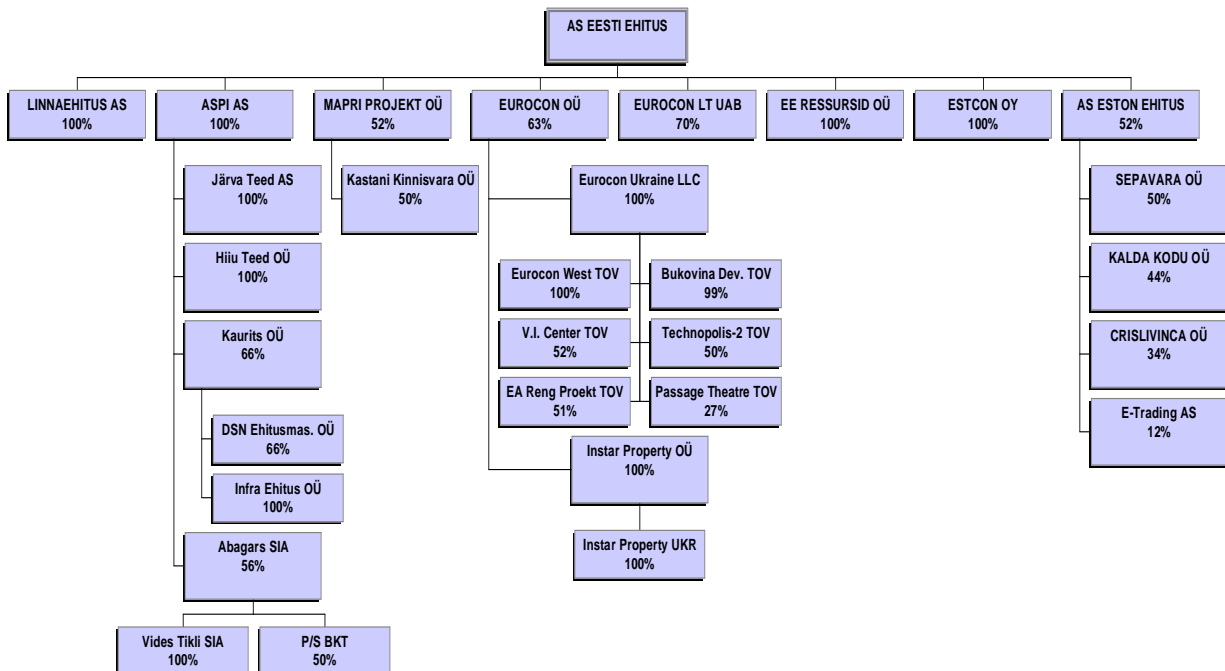 AS EESTI EHITUS
LINNAEHITUS AS
100%
ASPI AS
100%
MAPRI PROJEKT OÜ
52%
EUROCON OÜ
63%
EUROCON LT UAB
70%
EE RESSURSID OÜ
100%
ESTCON OY
100%
AS ESTON EHITUS
52%
Järva Teed AS
100%
Hiiu Teed OÜ
100%
Kaurits OÜ
66%
DSN Ehitusmas. OÜ
66%
Infra Ehitus OÜ
100%
Abagars SIA
56%
Vides Tikli SIA
100%
P/S BKT
50%
Kastani Kinnisvara OÜ
50%
Eurocon Ukraine LLC
100%
Eurocon West TOV
100%
Bukovina Dev. TOV
99%
V.I. Center TOV
52%
Technopolis-2 TOV
50%
EA Reng Proekt TOV
51%
Passage Theatre TOV
27%
Instar Property OÜ
100%
Instar Property UKR
100%
SEPAVARA OÜ
50%
KALDA KODU OÜ
44%
CRISLIVINCA OÜ
34%
E-Trading AS
12%